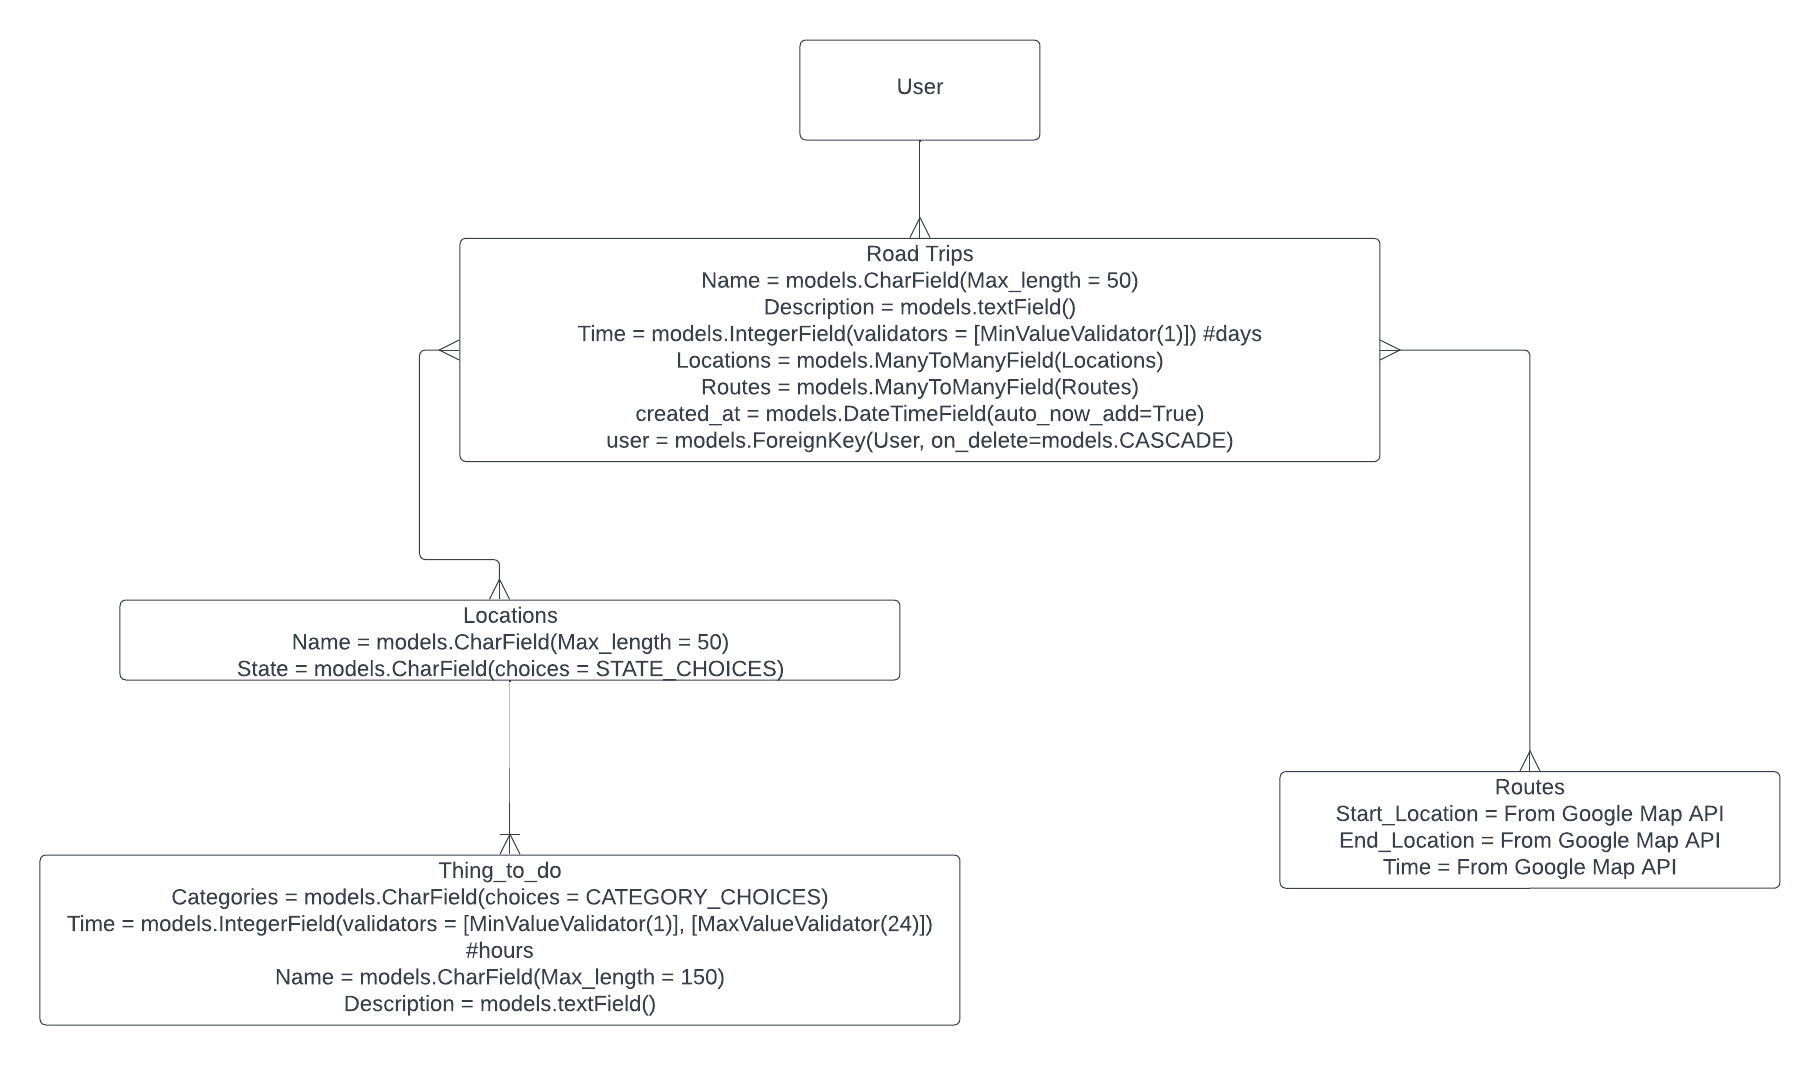 User
Road Trips
Name = models.CharField(Max_length = 50)
Description = models.textField()
Time = models.IntegerField(validators = [MinValueValidator(1)]) #days
Locations = models.ManyToManyField(Locations)
Routes = models.ManyToManyField(Routes)
created_at = models.DateTimeField(auto_now_add=True)
user = models.ForeignKey(User, on_delete=models.CASCADE)
Locations
Name = models.CharField(Max_length = 50)
State = models.CharField(choices = STATE_CHOICES)
Routes
Start_Location = From Google Map API
End_Location = From Google Map API
Time = From Google Map API
Thing_to_do
Categories = models.CharField(choices = CATEGORY_CHOICES)
Time = models.IntegerField(validators = [MinValueValidator(1)], [MaxValueValidator(24)])
#hours
Name = models.CharField(Max_length = 150)
Description = models.textField()